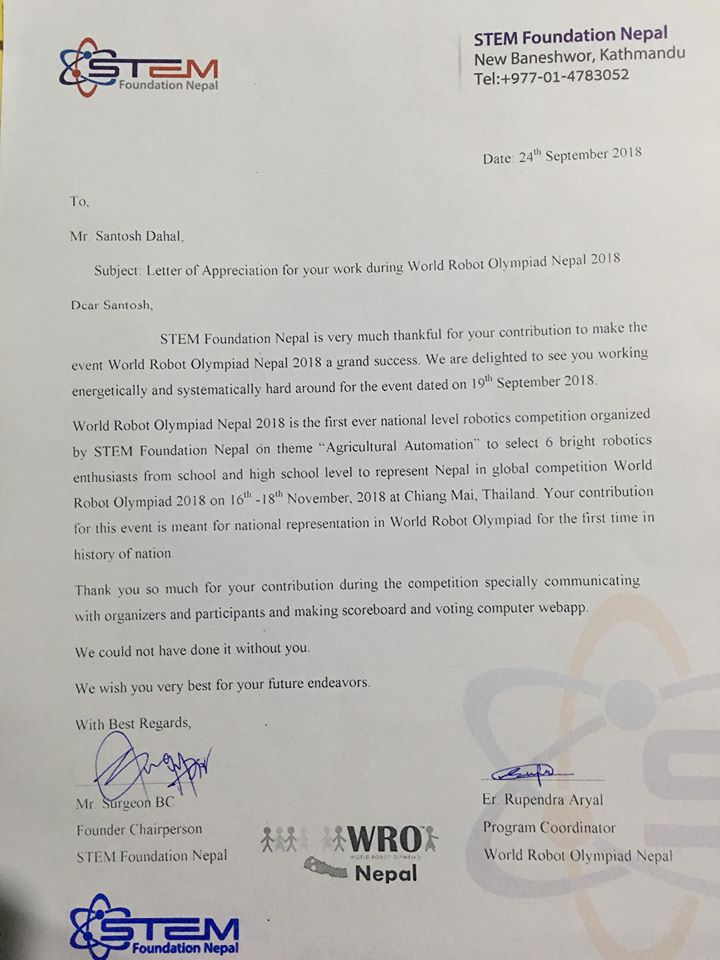 STEM
Foundation Nepal
STEM Foundation Nepal
New Baneshwor, Kathmandu
Tel:+977-01-4783052
Date: 24th September 2018
To,
Mr. Santosh Dahal,
Subject: Letter of Appreciation for your work during World Robot Olympiad Nepal 2018
Dear Santosh,
STEM Foundation Nepal is very much thankful for your contribution to make the
event World Robot Olympiad Nepal 2018 a grand success. We are delighted to see you working
energetically and systematically hard around for the event dated on 19th September 2018.
World Robot Olympiad Nepal 2018 is the first ever national level robotics competition organized
by STEM Foundation Nepal on theme “Agricultural Automation” to select 6 bright robotics
enthusiasts from school and high school level to represent Nepal in global competition World
Robot Olympiad 2018 on 16th -18th November, 2018 at Chiang Mai, Thailand. Your contribution
for this event is meant for national representation in World Robot Olympiad for the first time in
history of nation
Thank you so much for your contribution during the competition specially communicating
with organizers and participants and making scoreboard and voting computer webapp.
We could not have done it without you.
We wish you very best for your future endeavors.
With Best Regards,
Mr. Surgeon BC
Founder Chairperson
STEM Foundation Nepal
Er. Rupendra Aryal
Program Coordinator
World Robot Olympiad Nepal
WRO™
WORLD ROBOT OLYMPIAD
Nepal
STEM
Foundation Nepal